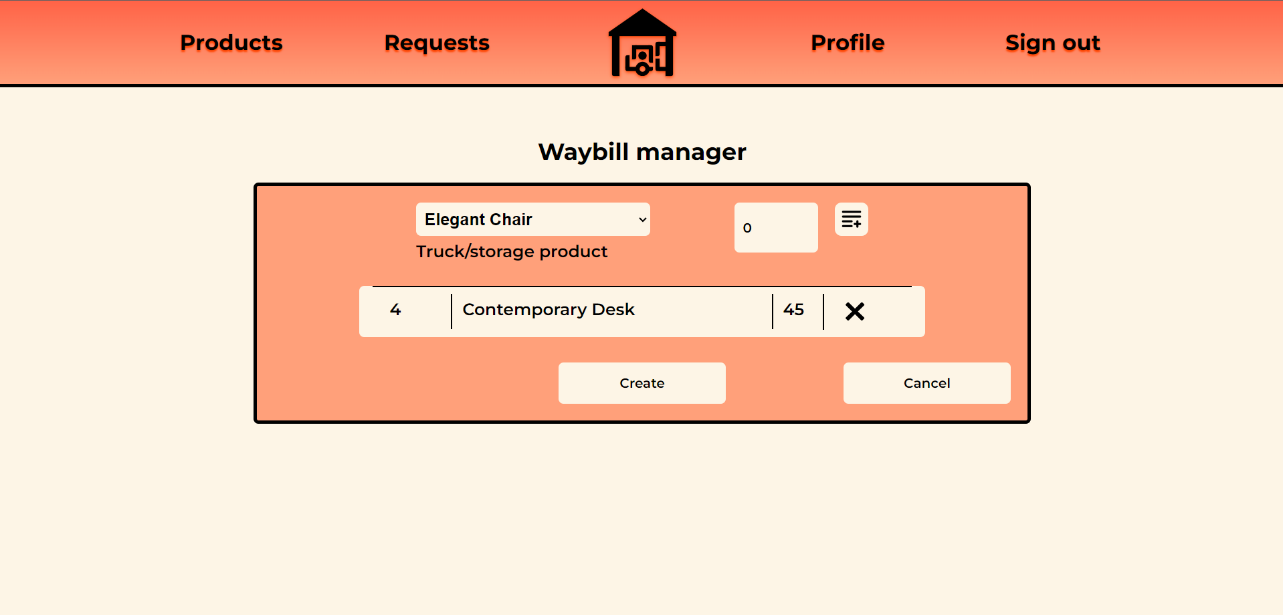 Products Requests Profile Sign out
Waybill manager
Elegant Chair 0
Truck/storage product
4 Contemporary Desk 45
Create Cancel